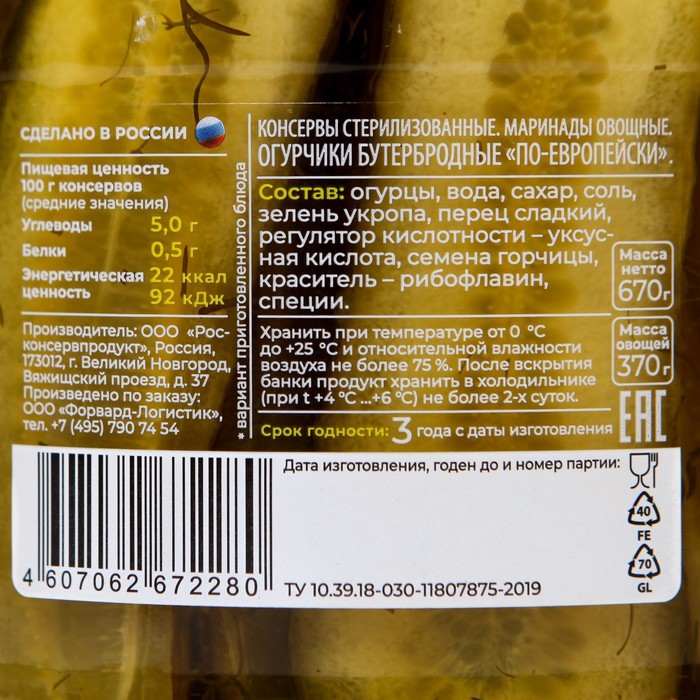 СДЕЛАНО В РОССИИ
Пищевая ценность
100 г консервов
(средние значения)
Углеводы 5,0 г
Белки 0,5 г
Энергетическая 22 ккал
ценность 92 кДж
Производитель: ООО «Рос-
консервпродукт», Россия,
173012, г. Великий Новгород,
Вяжищский проезд, д. 37
Произведено по заказу:
ООО «Форвард-Логистик»,
тел. +7 (495) 790 74 54
* вариант приготовленного блюда
КОНСЕРВЫ СТЕРИЛИЗОВАННЫЕ. МАРИНАДЫ ОВОЩНЫЕ.
ОГУРЧИКИ БУТЕРБРОДНЫЕ «ПО-ЕВРОПЕЙСКИ».
Состав: огурцы, вода, сахар, соль,
зелень укропа, перец сладкий,
регулятор кислотности – уксус-
ная кислота, семена горчицы,
краситель – рибофлавин,
специи.
Масса
нетто
670г
Масса
овощей
370г
Хранить при температуре от 0 °С
до +25 °С и относительной влажности
воздуха не более 75 %. После вскрытия
банки продукт хранить в холодильнике
(при t +4 °С ...+6 °С) не более 2-х суток.
Срок годности: 3 года с даты изготовления
ЕАС
Дата изготовления, годен до и номер партии:
40
FE
70
GL
4 607062 672280
ТУ 10.39.18-030-11807875-2019